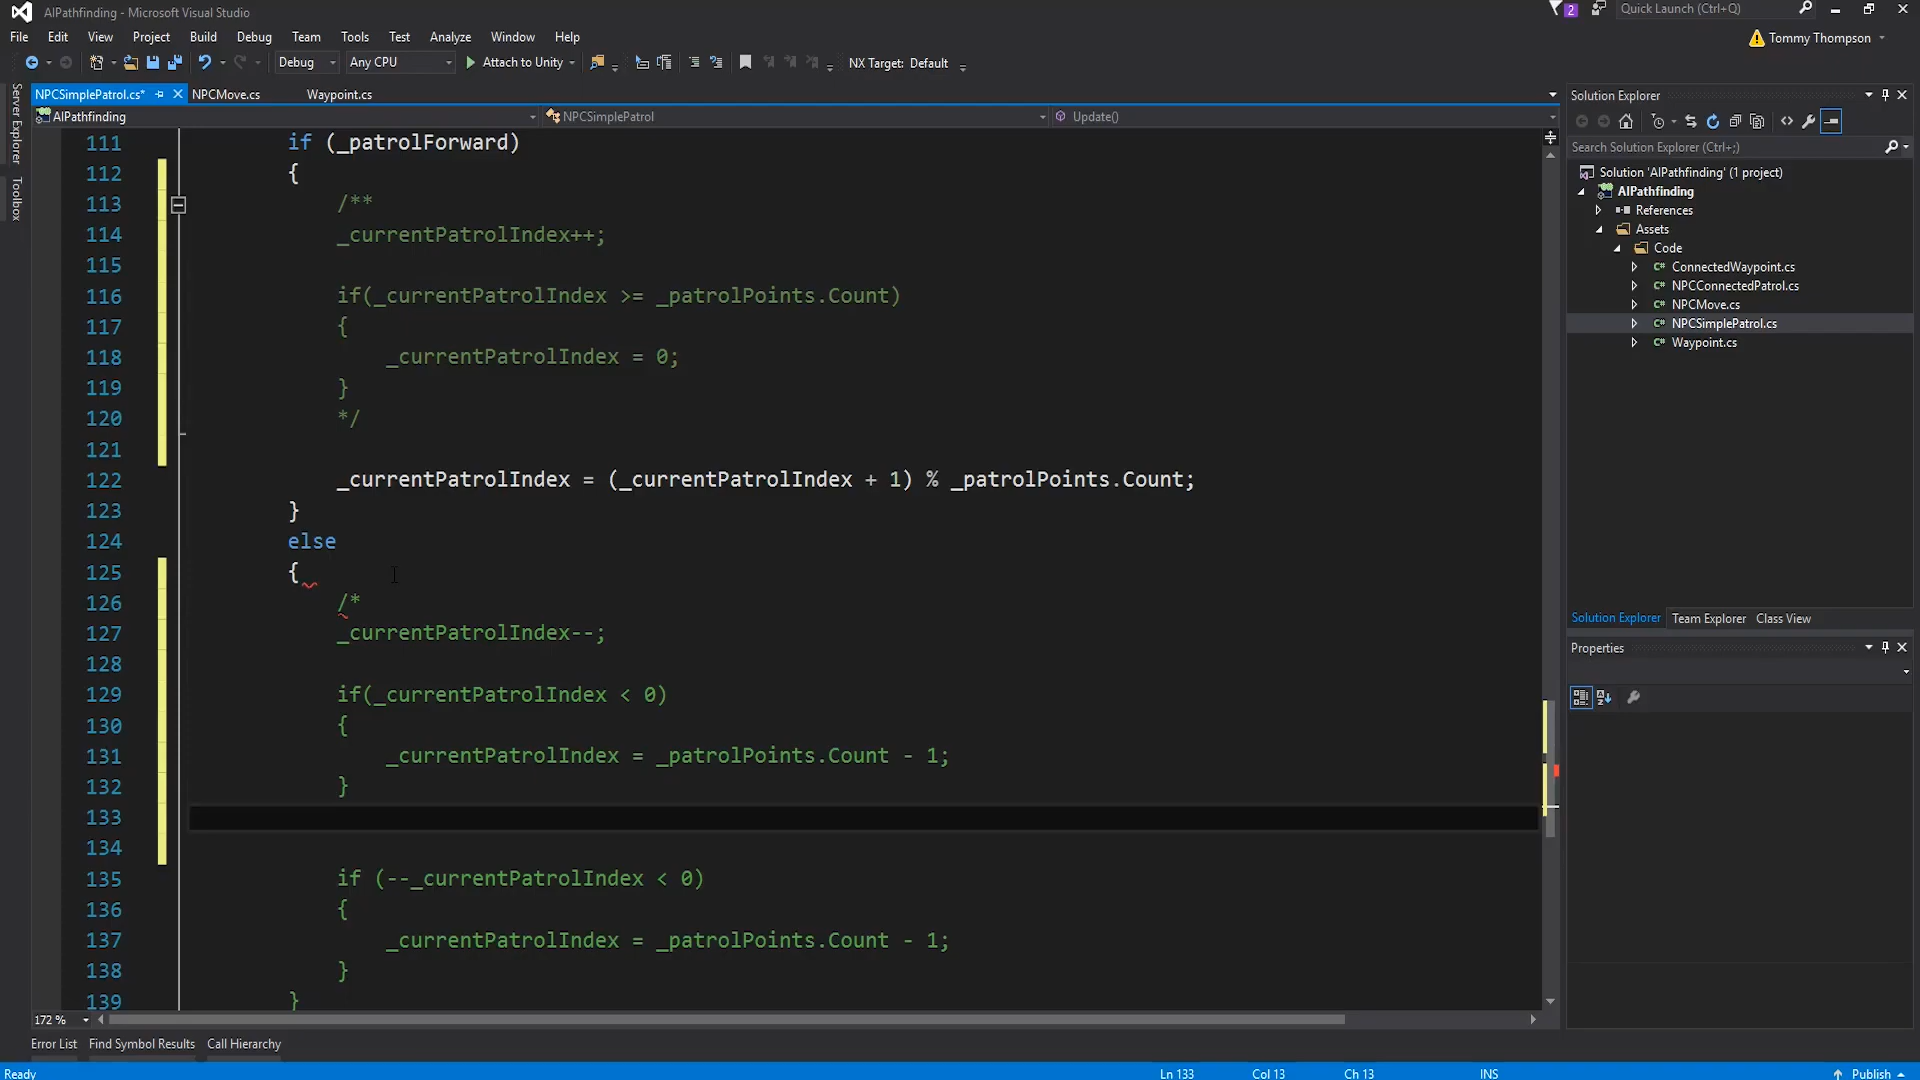 AIPathfinding - Microsoft Visual Studio
2
Quick Launch (Ctrl+Q)
File Edit View Project Build Debug Team Tools Test Analyze Window Help
Tommy Thompson
Debug Any CPU Attach to Unity NX Target: Default
NPCSimplePatrol.cs* NPCMove.cs Waypoint.cs
AIPathfinding NPCSimplePatrol Update()
Server Explorer
Toolbox
111 if (_patrolForward)
112 {
113 /**
114 _currentPatrolIndex++;
115
116 if(_currentPatrolIndex >= _patrolPoints.Count)
117 {
118 _currentPatrolIndex = 0;
119 }
120 */
121
122 _currentPatrolIndex = (_currentPatrolIndex + 1) % _patrolPoints.Count;
123 }
124 else
125 {
126 /*
127 _currentPatrolIndex--;
128
129 if(_currentPatrolIndex < 0)
130 {
131 _currentPatrolIndex = _patrolPoints.Count - 1;
132 }
133
134
135 if (--_currentPatrolIndex < 0)
136 {
137 _currentPatrolIndex = _patrolPoints.Count - 1;
138 }
139 }
172 %
Solution Explorer
Search Solution Explorer (Ctrl+;)
Solution 'AIPathfinding' (1 project)
AIPathfinding
References
Assets
Code
C# ConnectedWaypoint.cs
C# NPCConnectedPatrol.cs
C# NPCMove.cs
C# NPCSimplePatrol.cs
C# Waypoint.cs
Solution Explorer Team Explorer Class View
Properties
Error List Find Symbol Results Call Hierarchy
Ready Ln 133 Col 13 Ch 13 INS Publish